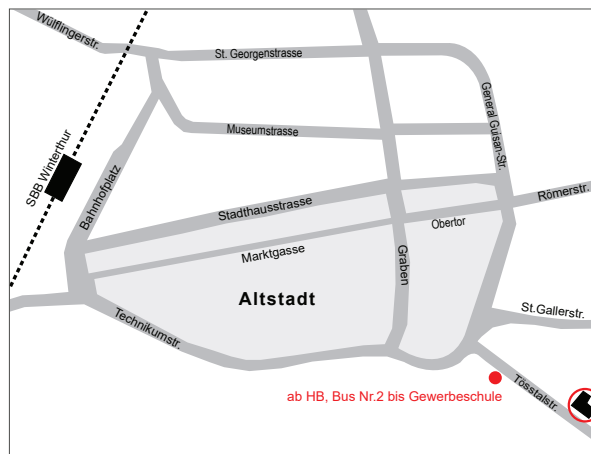 Wülflingerstr.
St. Georgenstrasse
General Guisan-Str.
SBB Winterthur
Bahnhofplatz
Museumstrasse
Stadthausstrasse
Römerstr.
Obertor
Marktgasse
Graben
Altstadt
Technikumstr.
St.Gallerstr.
Tösstalstr.
ab HB, Bus Nr.2 bis Gewerbeschule